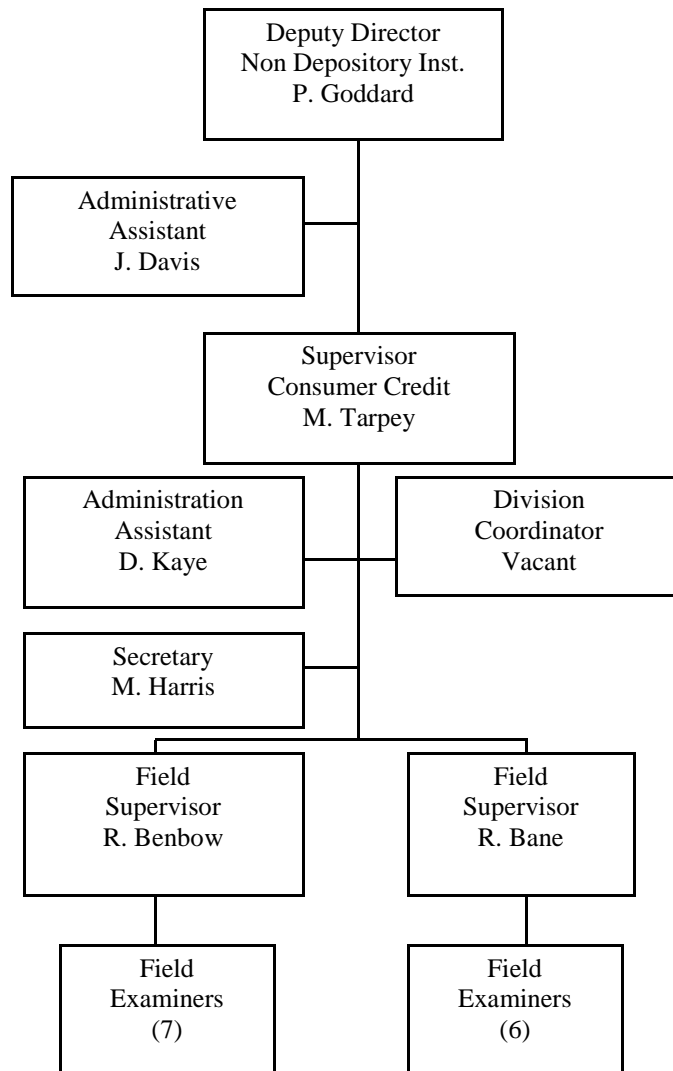 Deputy Director
Non Depository Inst.
P. Goddard
Administrative
Assistant
J. Davis
Supervisor
Consumer Credit
M. Tarpey
Administration
Assistant
D. Kaye
Division
Coordinator
Vacant
Secretary
M. Harris
Field
Supervisor
R. Benbow
Field
Supervisor
R. Bane
Field
Examiners
(7)
Field
Examiners
(6)